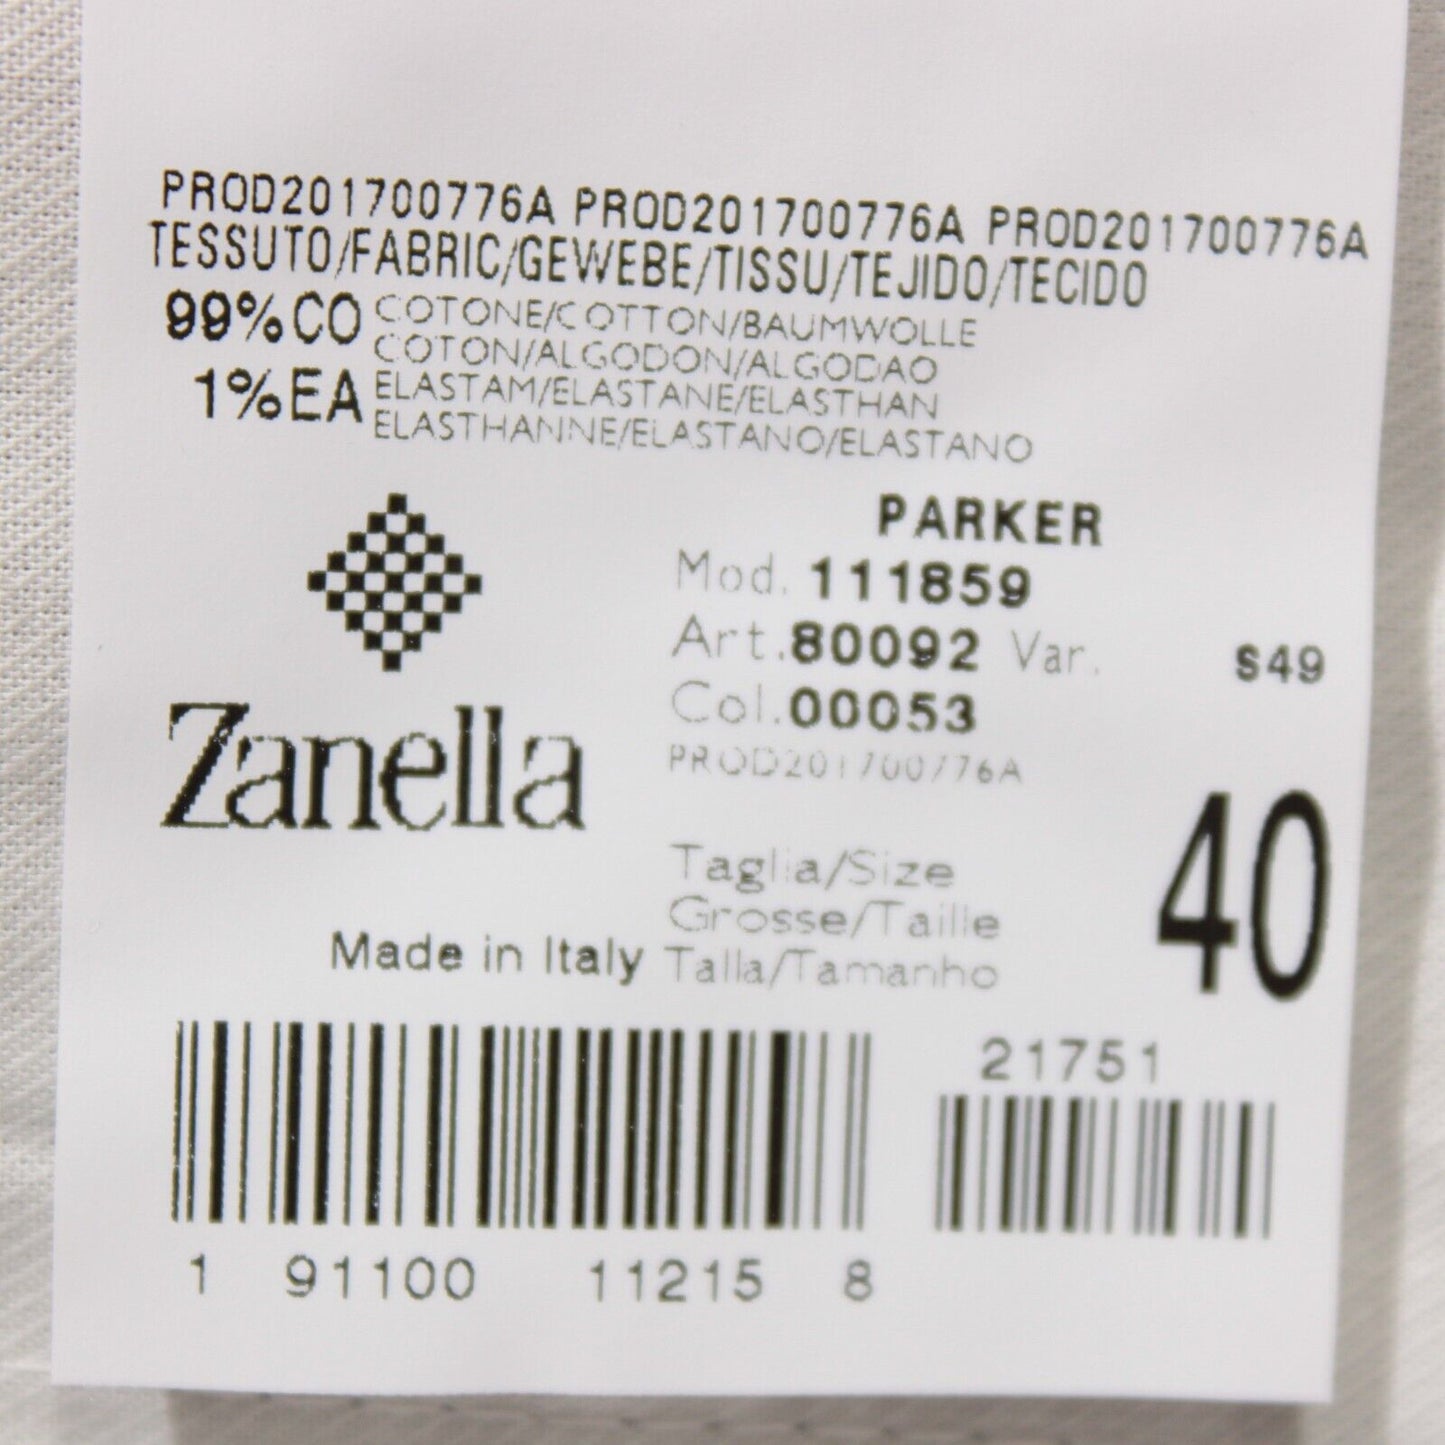 PROD201700776A PROD201700776A PROD201700776A
TESSUTO/FABRIC/GEWEBE/TISSU/TEJIDO/TECIDO
99%CO COTONE/COTTON/BAUMWOLLE
COTON/ALGODON/ALGODAO
1%EA ELASTAM/ELASTANE/ELASTHAN
ELASTHANNE/ELASTANO/ELASTANO
PARKER
Mod. 111859
Art.80092 Var. S49
Col.00053
PROD201700776A
Zanella
Taglia/Size
Grosse/Taille
Talla/Tamanho
40
Made in Italy
21751
1 91100 11215 8